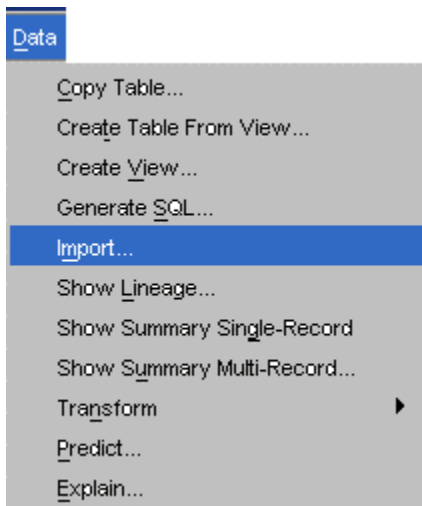 Data
Copy Table...
Create Table From View...
Create View...
Generate SQL...
Import...
Show Lineage...
Show Summary Single-Record
Show Summary Multi-Record...
Transform
Predict...
Explain...